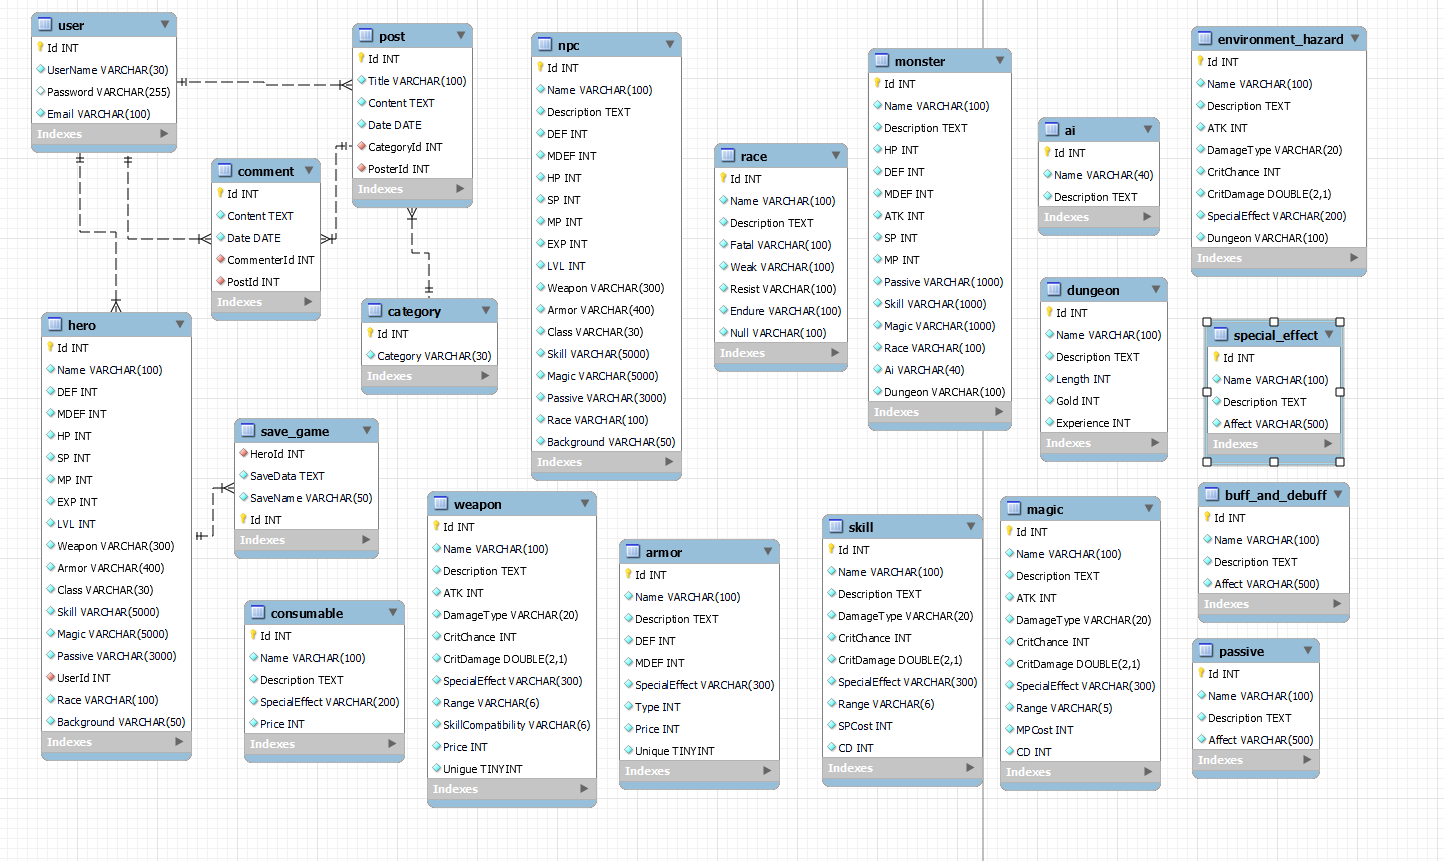 user
Id INT
UserName VARCHAR(30)
Password VARCHAR(255)
Email VARCHAR(100)
Indexes
post
Id INT
Title VARCHAR(100)
Content TEXT
Date DATE
CategoryId INT
PosterId INT
Indexes
comment
Id INT
Content TEXT
Date DATE
CommenterId INT
PostId INT
Indexes
category
Id INT
Category VARCHAR(30)
Indexes
hero
Id INT
Name VARCHAR(100)
DEF INT
MDEF INT
HP INT
SP INT
MP INT
EXP INT
LVL INT
Weapon VARCHAR(300)
Armor VARCHAR(400)
Class VARCHAR(30)
Skill VARCHAR(5000)
Magic VARCHAR(5000)
Passive VARCHAR(3000)
UserId INT
Race VARCHAR(100)
Background VARCHAR(50)
Indexes
save_game
HeroId INT
SaveData TEXT
SaveName VARCHAR(50)
Id INT
Indexes
consumable
Id INT
Name VARCHAR(100)
Description TEXT
SpecialEffect VARCHAR(200)
Price INT
Indexes
npc
Id INT
Name VARCHAR(100)
Description TEXT
DEF INT
MDEF INT
HP INT
SP INT
MP INT
EXP INT
LVL INT
Weapon VARCHAR(300)
Armor VARCHAR(400)
Class VARCHAR(30)
Skill VARCHAR(5000)
Magic VARCHAR(5000)
Passive VARCHAR(3000)
Race VARCHAR(100)
Background VARCHAR(50)
Indexes
weapon
Id INT
Name VARCHAR(100)
Description TEXT
ATK INT
DamageType VARCHAR(20)
CritChance INT
CritDamage DOUBLE(2,1)
SpecialEffect VARCHAR(300)
Range VARCHAR(6)
SkillCompatibility VARCHAR(6)
Price INT
Unigue TINYINT
Indexes
armor
Id INT
Name VARCHAR(100)
Description TEXT
DEF INT
MDEF INT
SpecialEffect VARCHAR(300)
Type INT
Price INT
Unique TINYINT
Indexes
race
Id INT
Name VARCHAR(100)
Description TEXT
Fatal VARCHAR(100)
Weak VARCHAR(100)
Resist VARCHAR(100)
Endure VARCHAR(100)
Null VARCHAR(100)
Indexes
monster
Id INT
Name VARCHAR(100)
Description TEXT
HP INT
DEF INT
MDEF INT
ATK INT
SP INT
MP INT
Passive VARCHAR(1000)
Skill VARCHAR(1000)
Magic VARCHAR(1000)
Race VARCHAR(100)
Ai VARCHAR(40)
Dungeon VARCHAR(100)
Indexes
skill
Id INT
Name VARCHAR(100)
Description TEXT
DamageType VARCHAR(20)
CritChance INT
CritDamage DOUBLE(2,1)
SpecialEffect VARCHAR(300)
Range VARCHAR(6)
SPCost INT
CD INT
Indexes
ai
Id INT
Name VARCHAR(40)
Description TEXT
Indexes
dungeon
Id INT
Name VARCHAR(100)
Description TEXT
Length INT
Gold INT
Experience INT
Indexes
magic
Id INT
Name VARCHAR(100)
Description TEXT
ATK INT
DamageType VARCHAR(20)
CritChance INT
CritDamage DOUBLE(2,1)
SpecialEffect VARCHAR(300)
Range VARCHAR(5)
MPCost INT
CD INT
Indexes
environment_hazard
Id INT
Name VARCHAR(100)
Description TEXT
ATK INT
DamageType VARCHAR(20)
CritChance INT
CritDamage DOUBLE(2,1)
SpecialEffect VARCHAR(200)
Dungeon VARCHAR(100)
Indexes
special_effect
Id INT
Name VARCHAR(100)
Description TEXT
Affect VARCHAR(500)
Indexes
buff_and_debuff
Id INT
Name VARCHAR(100)
Description TEXT
Affect VARCHAR(500)
Indexes
passive
Id INT
Name VARCHAR(100)
Description TEXT
Affect VARCHAR(500)
Indexes